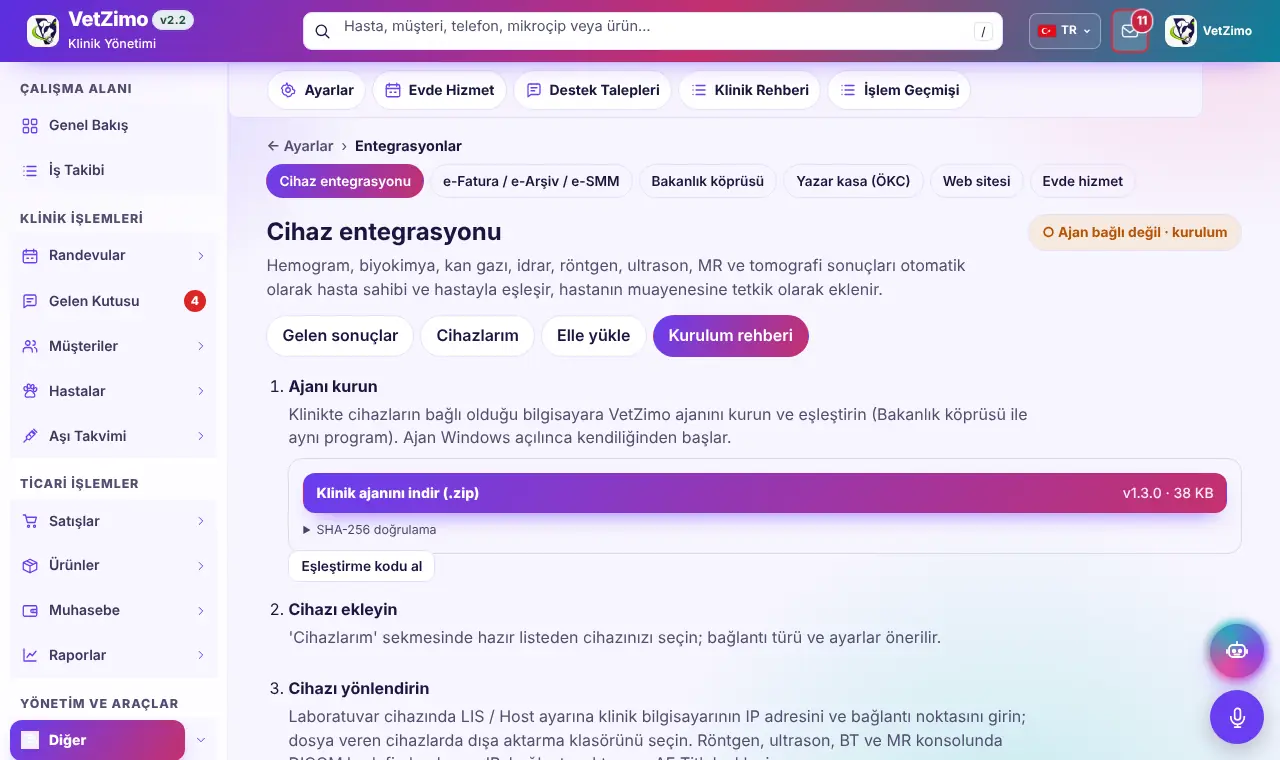 VetZimo v2.2
Klinik Yönetimi
Hasta, müşteri, telefon, mikroçip veya ürün... /
TR
11
VetZimo
ÇALIŞMA ALANI
Genel Bakış
İş Takibi
KLİNİK İŞLEMLERİ
Randevular
Gelen Kutusu 4
Müşteriler
Hastalar
Aşı Takvimi
TİCARİ İŞLEMLER
Satışlar
Ürünler
Muhasebe
Raporlar
YÖNETİM VE ARAÇLAR
Diğer
Ayarlar Evde Hizmet Destek Talepleri Klinik Rehberi İşlem Geçmişi
← Ayarlar › Entegrasyonlar
Cihaz entegrasyonu e-Fatura / e-Arşiv / e-SMM Bakanlık köprüsü Yazar kasa (ÖKC) Web sitesi Evde hizmet
Cihaz entegrasyonu
Ajan bağlı değil · kurulum
Hemogram, biyokimya, kan gazı, idrar, röntgen, ultrason, MR ve tomografi sonuçları otomatik
olarak hasta sahibi ve hastayla eşleşir, hastanın muayenesine tetkik olarak eklenir.
Gelen sonuçlar Cihazlarım Elle yükle Kurulum rehberi
1. Ajanı kurun
Klinikte cihazların bağlı olduğu bilgisayara VetZimo ajanını kurun ve eşleştirin (Bakanlık köprüsü ile
aynı program). Ajan Windows açılınca kendiliğinden başlar.
Klinik ajanını indir (.zip) v1.3.0 · 38 KB
▶ SHA-256 doğrulama
Eşleştirme kodu al
2. Cihazı ekleyin
'Cihazlarım' sekmesinde hazır listeden cihazınızı seçin; bağlantı türü ve ayarlar önerilir.
3. Cihazı yönlendirin
Laboratuvar cihazında LIS / Host ayarına klinik bilgisayarının IP adresini ve bağlantı noktasını girin;
dosya veren cihazlarda dışa aktarma klasörünü seçin. Röntgen, ultrason, BT ve MR konsolunda